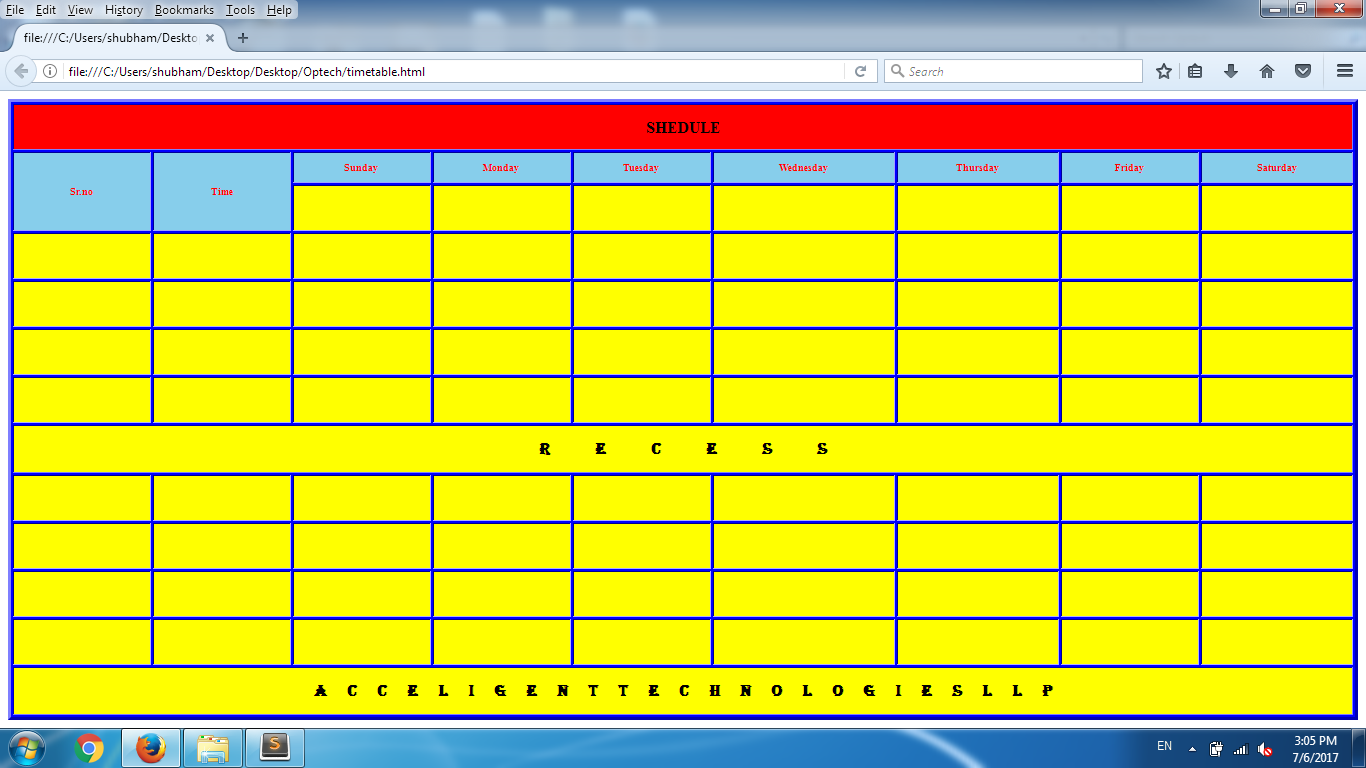 File Edit View History Bookmarks Tools Help
file:///C:/Users/shubham/Deskto
file:///C:/Users/shubham/Desktop/Desktop/Optech/timetable.html
Search
SHEDULE
Sr.no Time Sunday Monday Tuesday Wednesday Thursday Friday Saturday
R E C E S S
A C C E L I G E N T T E C H N O L O G I E S L L P
EN
3:05 PM
7/6/2017